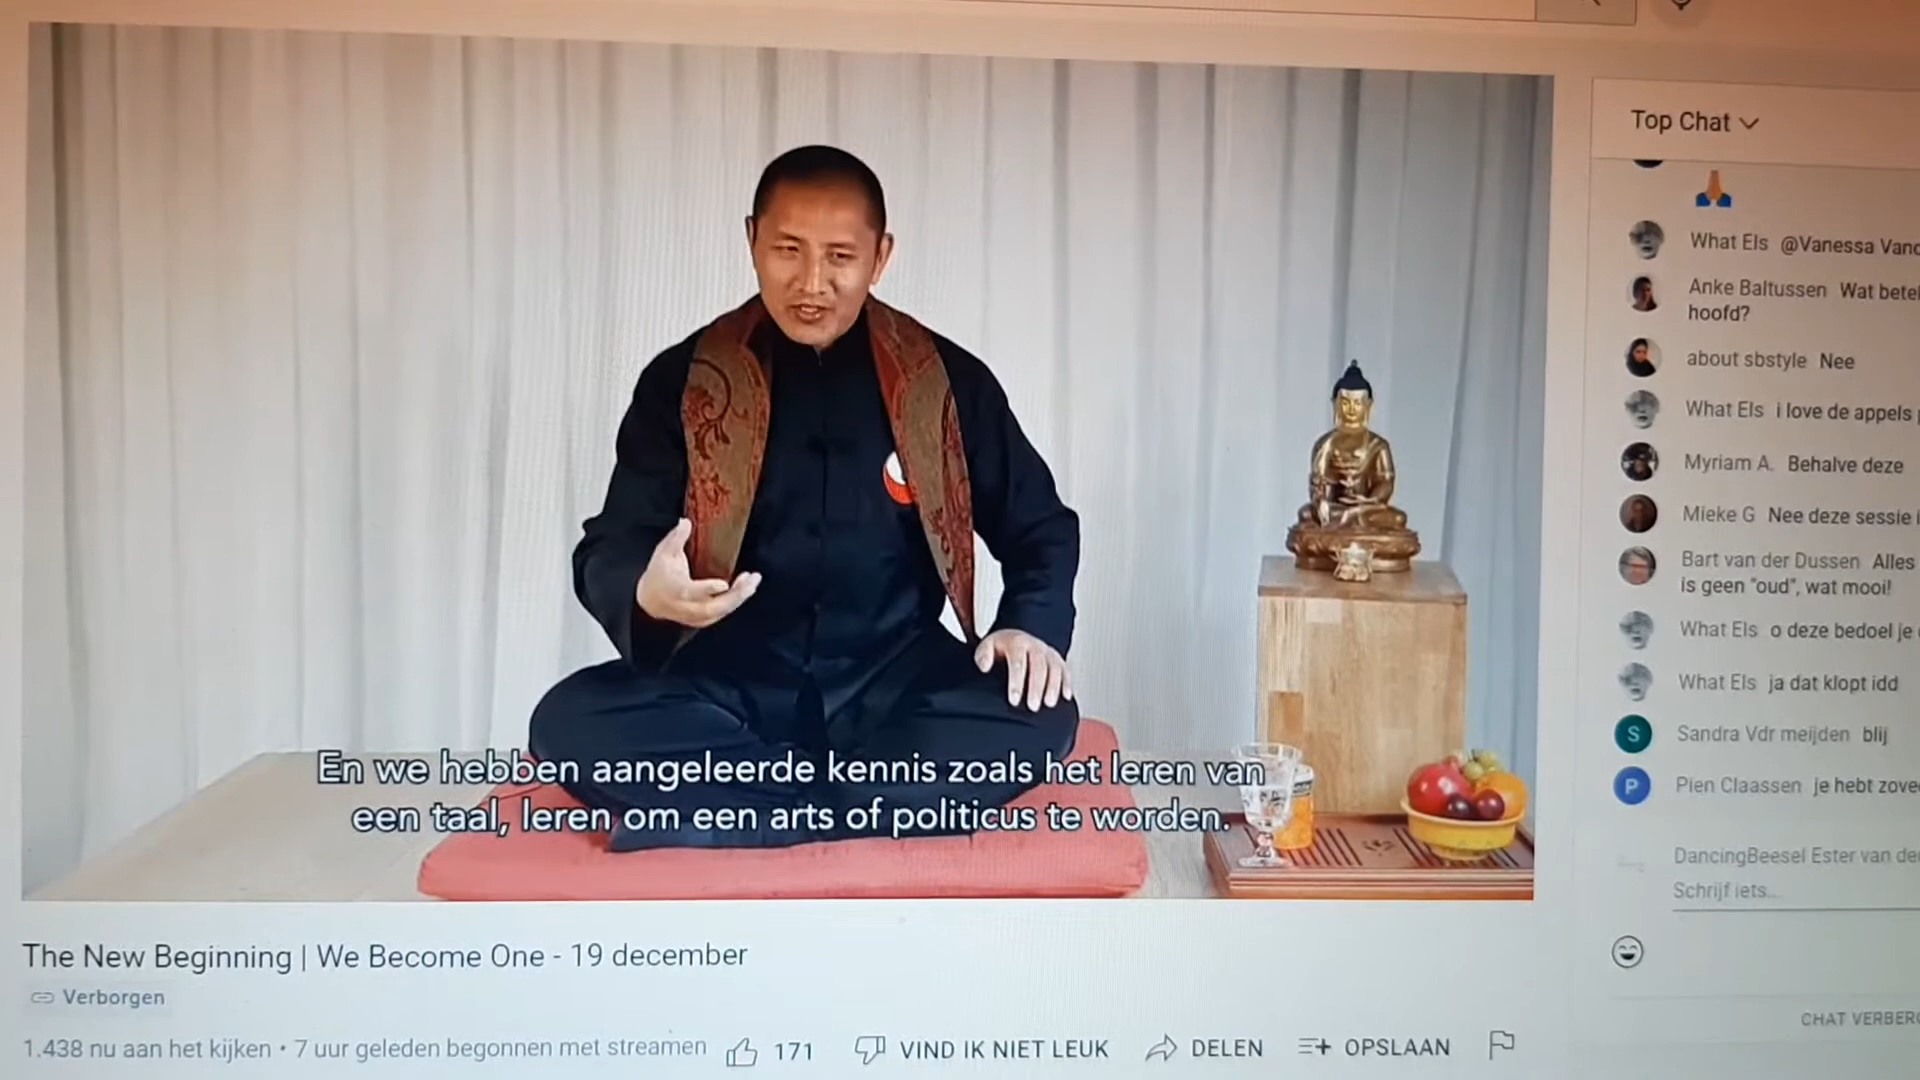 En we hebben aangeleerde kennis zoals het leren van
een taal, leren om een arts of politicus te worden.
The New Beginning | We Become One - 19 december
Verborgen
1.438 nu aan het kijken • 7 uur geleden begonnen met streamen 171 VIND IK NIET LEUK DELEN OPSLAAN
Top Chat
What Els @Vanessa
Anke Baltussen Wat
hoofd?
about sbstyle Nee
What Els i love de appels
Myriam A. Behalve deze
Mieke G Nee deze sessie
Bart van der Dussen Alles
is geen "oud", wat mooi!
What Els o deze bedoel je
What Els ja dat klopt idd
Sandra Vdr meijden blij
S
Pien Claassen je hebt
P
DancingBeesel Ester van
Schrijf iets...
CHAT